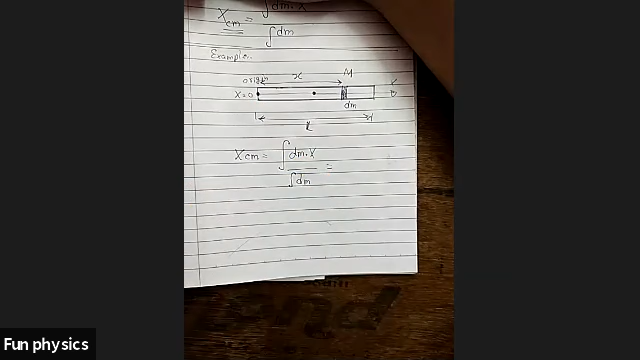 Xcm = ∫dm.x / ∫dm
Example:-
origin x M
x=0
dm
Xcm = ∫dm.x / ∫dm =
Fun physics